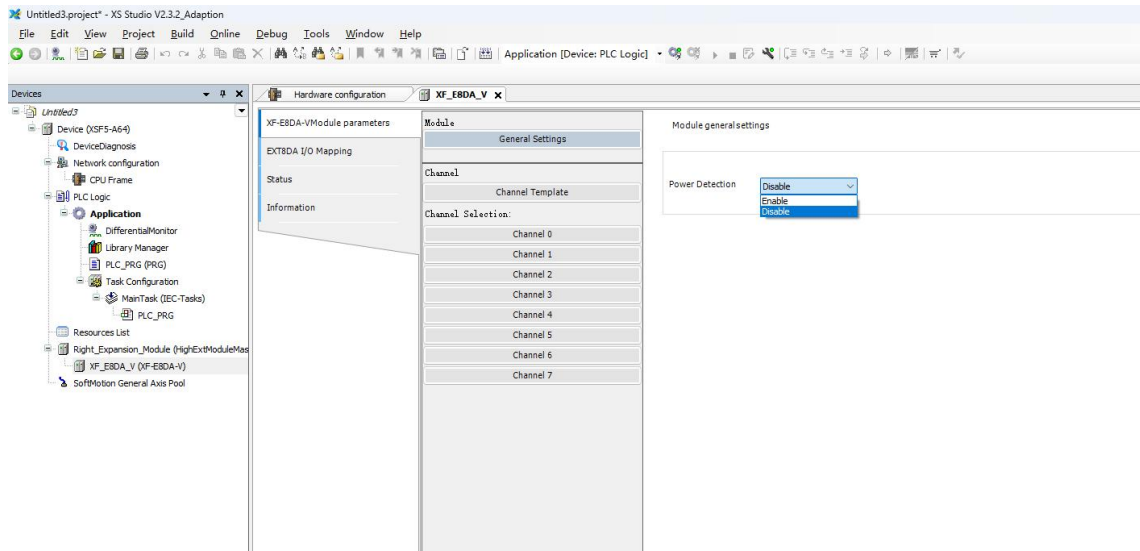 Untitled3.project* - XS Studio V2.3.2_Adaption
File Edit View Project Build Online Debug Tools Window Help
Application [Device: PLC Logic]
Devices
Untitled3
Device (XSF5-A64)
DeviceDiagnosis
Network configuration
CPU Frame
PLC Logic
Application
DifferentialMonitor
Library Manager
PLC_PRG (PRG)
Task Configuration
MainTask (IEC-Tasks)
PLC_PRG
Resources List
Right_Expansion_Module (HighExtModuleMas
XF_E8DA_V (XF-E8DA-V)
SoftMotion General Axis Pool
Hardware configuration
XF_E8DA_V
XF-E8DA-VModule parameters
EXT8DA I/O Mapping
Status
Information
Module
General Settings
Channel
Channel Template
Channel Selection:
Channel 0
Channel 1
Channel 2
Channel 3
Channel 4
Channel 5
Channel 6
Channel 7
Module general settings
Power Detection
Disable
Enable
Disable